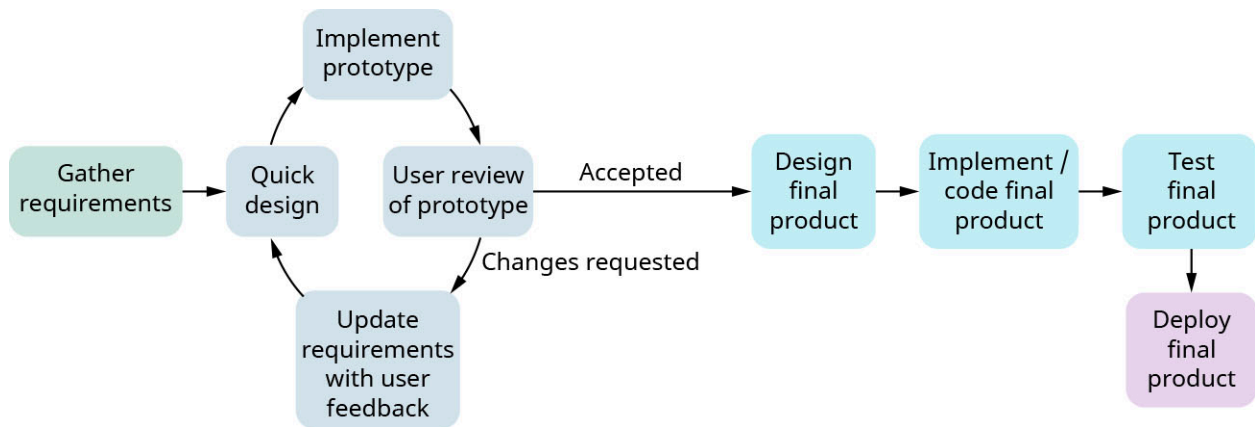 Implement
prototype
Gather
requirements
Quick
design
User review
of prototype
Accepted
Design
final
product
Implement /
code final
product
Test
final
product
Changes requested
Update
requirements
with user
feedback
Deploy
final
product